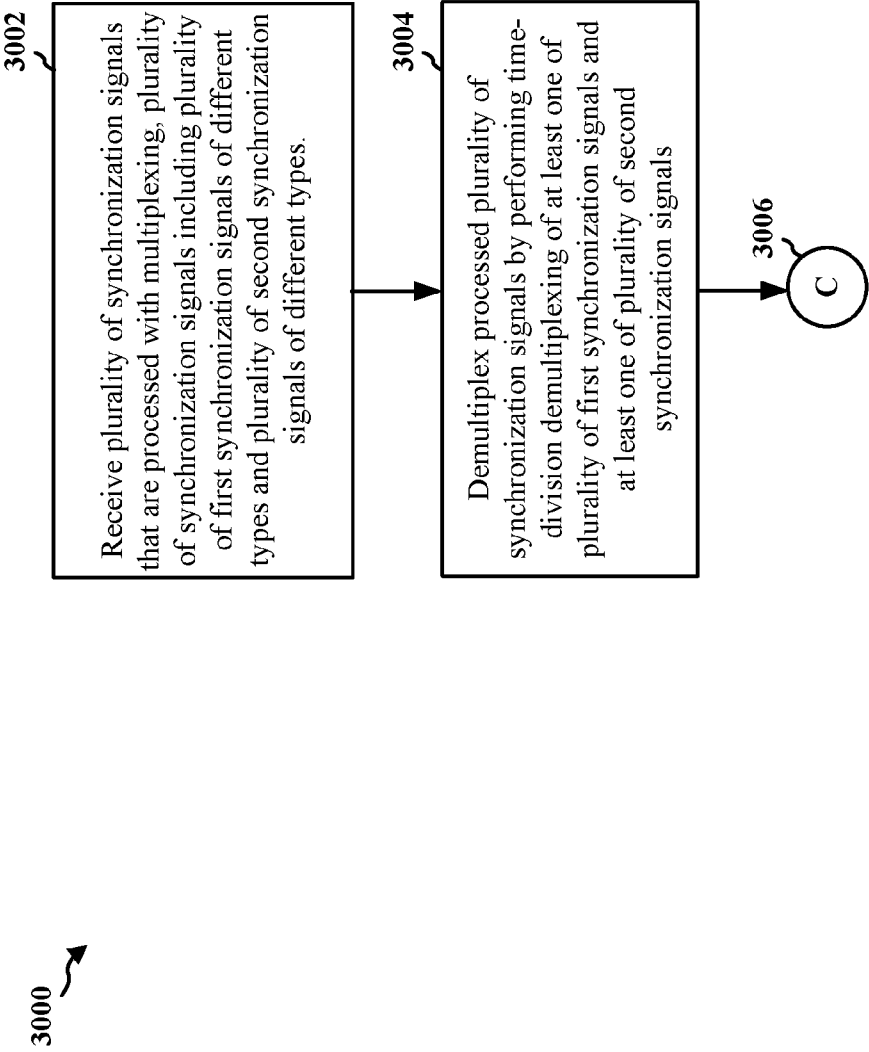 3000
3002
Receive plurality of synchronization signals
that are processed with multiplexing, plurality
of synchronization signals including plurality
of first synchronization signals of different
types and plurality of second synchronization
signals of different types.
3004
Demultiplex processed plurality of
synchronization signals by performing time-
division demultiplexing of at least one of
plurality of first synchronization signals and
at least one of plurality of second
synchronization signals
3006
C